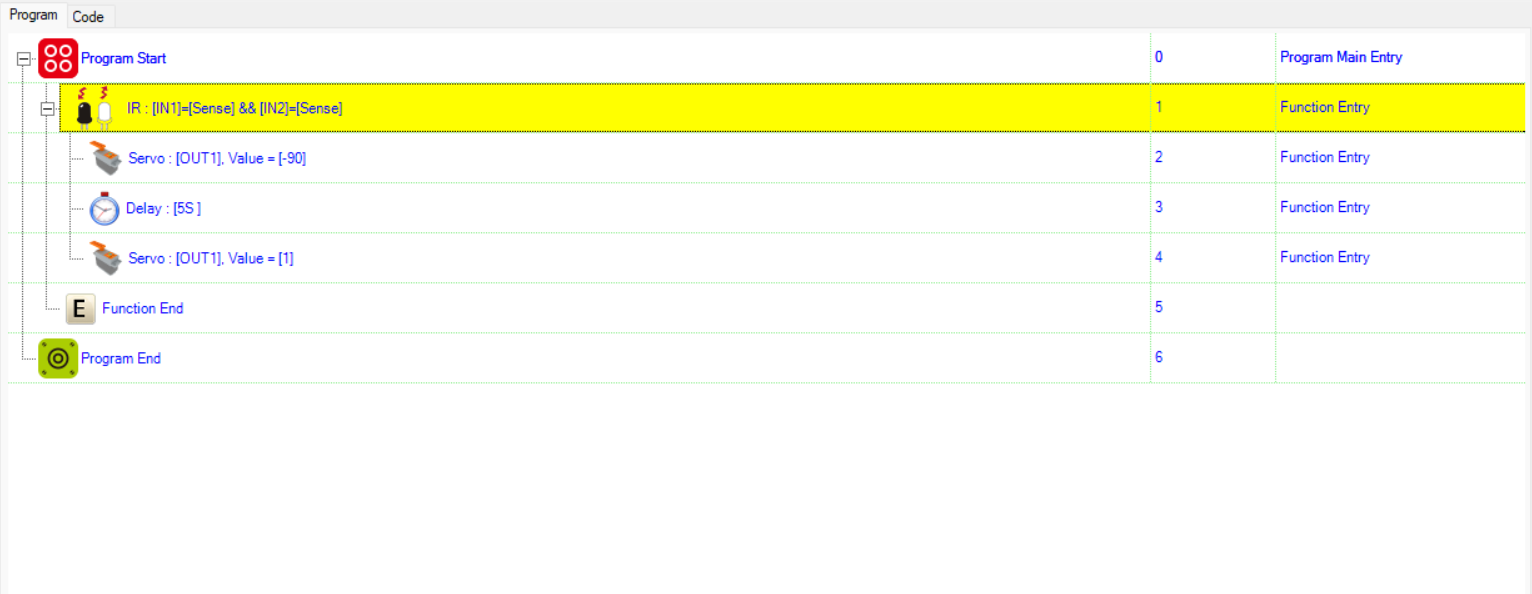 Program Code
Program Start 0 Program Main Entry
IR : [IN1]=[Sense] && [IN2]=[Sense] 1 Function Entry
Servo : [OUT1], Value = [-90] 2 Function Entry
Delay : [5S ] 3 Function Entry
Servo : [OUT1], Value = [1] 4 Function Entry
E Function End 5
Program End 6